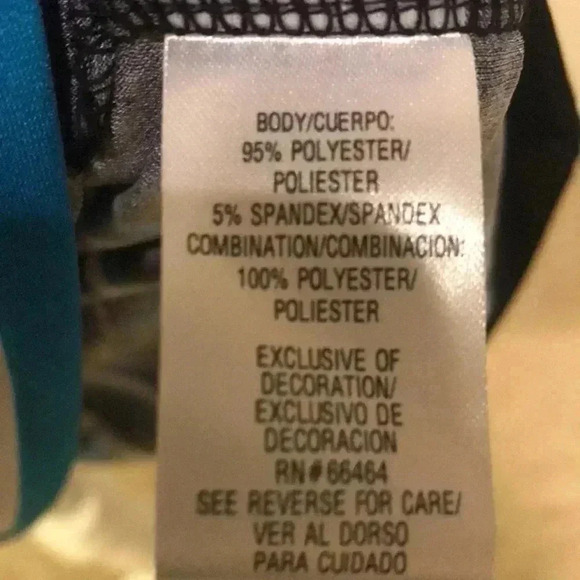 BODY/CUERPO:
95% POLYESTER/
POLIESTER
5% SPANDEX/SPANDEX
COMBINATION/COMBINACION:
100% POLYESTER/
POLIESTER
EXCLUSIVE OF
DECORATION/
EXCLUSIVO DE
DECORACION
RN#66464
SEE REVERSE FOR CARE/
VER AL DORSO
PARA CUIDADO